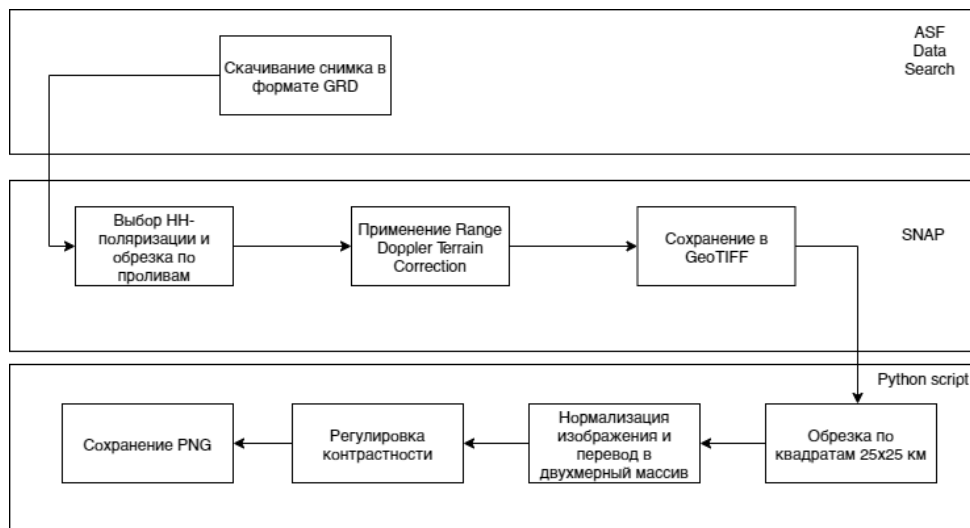 ASF
Data
Search
Скачивание снимка в
формате GRD
SNAP
Выбор HH-
поляризации и
обрезка по
проливам
Применение Range
Doppler Terrain
Correction
Сохранение в
GeoTIFF
Python script
Сохранение PNG
Регулировка
контрастности
Нормализация
изображения и
перевод в
двухмерный массив
Обрезка по
квадратам 25x25 км